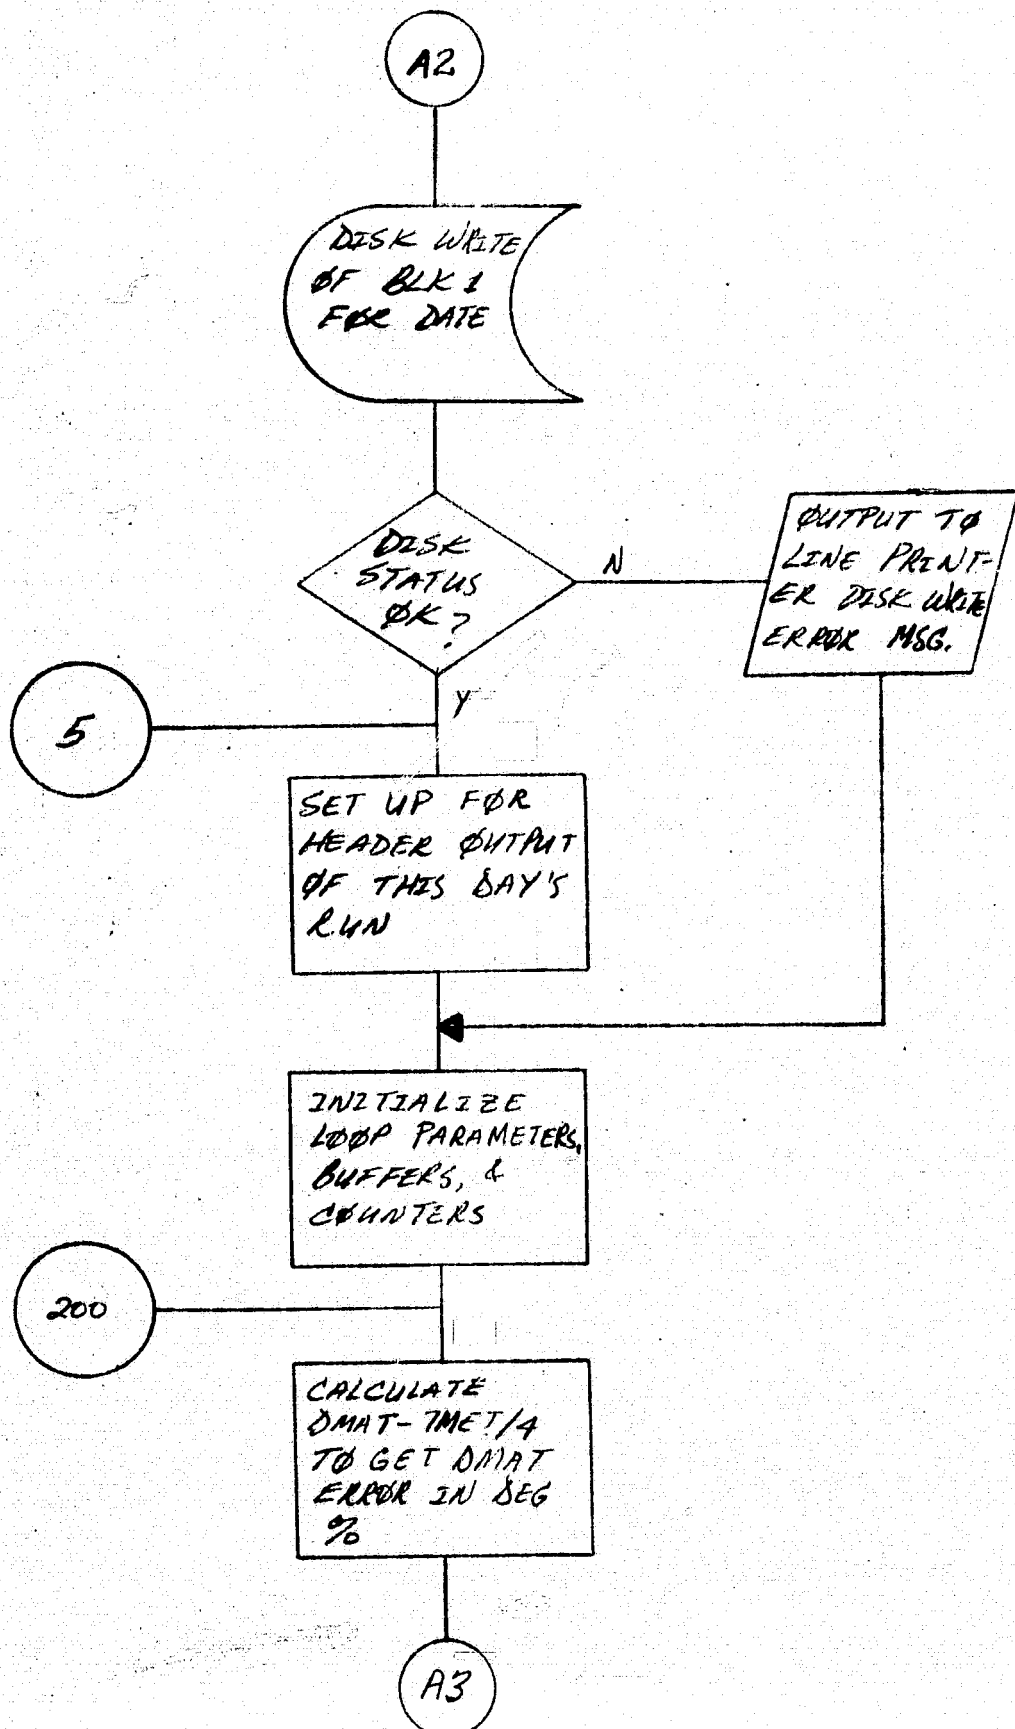 A2
DISK WRITE
ØF BLK 1
FØR DATE
DISK
STATUS
ØK?
N
ØUTPUT TØ
LINE PRINT-
ER DISK WRITE
ERRØR MSG.
Y
5
SET UP FØR
HEADER ØUTPUT
ØF THIS DAY'S
RUN
INITIALIZE
LØØP PARAMETERS,
BUFFERS, &
CØUNTERS
200
CALCULATE
DMAT-7MET/4
TØ GET DMAT
ERRØR IN DEG
%
A3